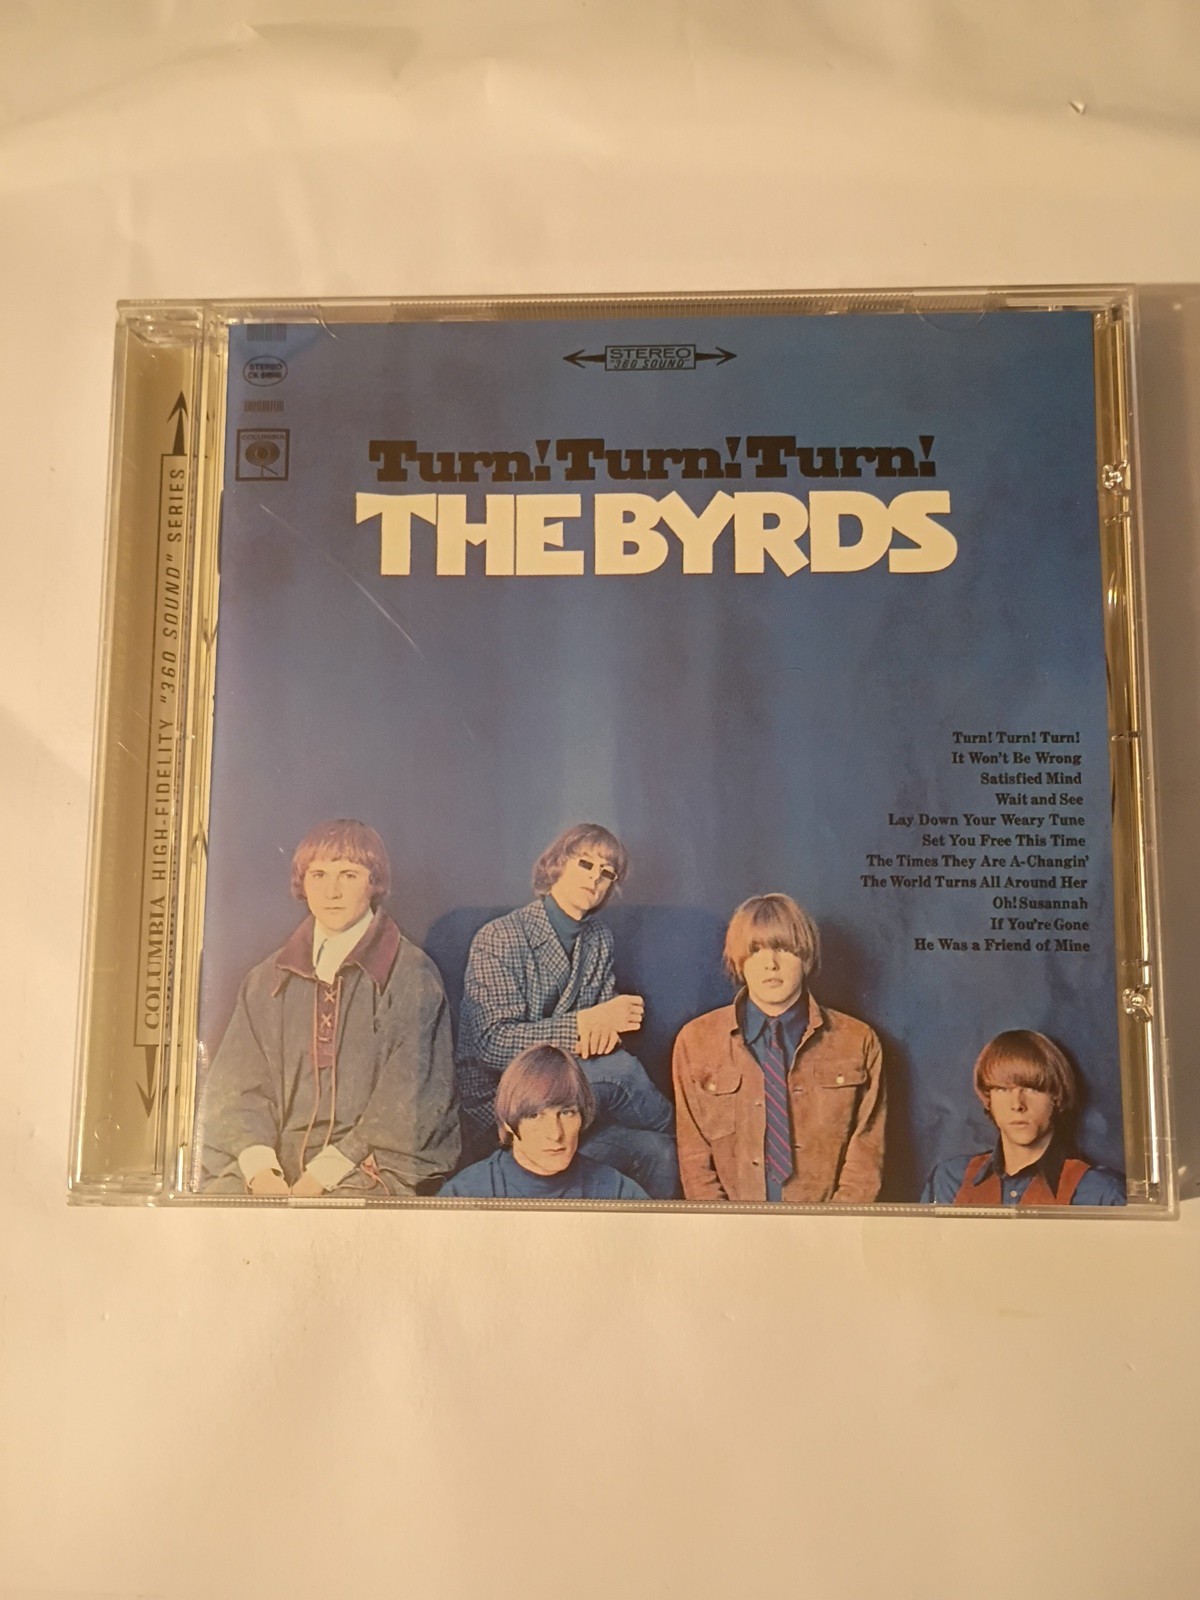 STEREO
"360 SOUND"
STEREO
COLUMBIA
Turn! Turn! Turn!
THE BYRDS
COLUMBIA HIGH-FIDELITY "360 SOUND" SERIES
Turn! Turn! Turn!
It Won't Be Wrong
Satisfied Mind
Wait and See
Lay Down Your Weary Tune
Set You Free This Time
The Times They Are A-Changin'
The World Turns All Around Her
Oh! Susannah
If You're Gone
He Was a Friend of Mine